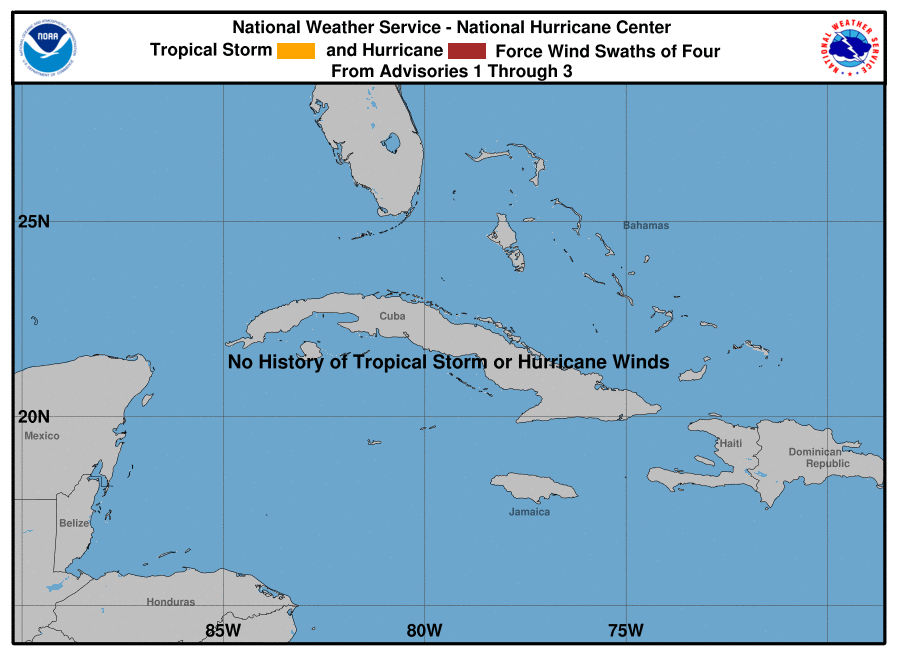 National Weather Service - National Hurricane Center
Tropical Storm and Hurricane Force Wind Swaths of Four
From Advisories 1 Through 3
NOAA
NATIONAL WEATHER SERVICE
25N
Bahamas
Cuba
No History of Tropical Storm or Hurricane Winds
20N
Mexico
Haiti
Dominican
Republic
Jamaica
Belize
Honduras
85W
80W
75W